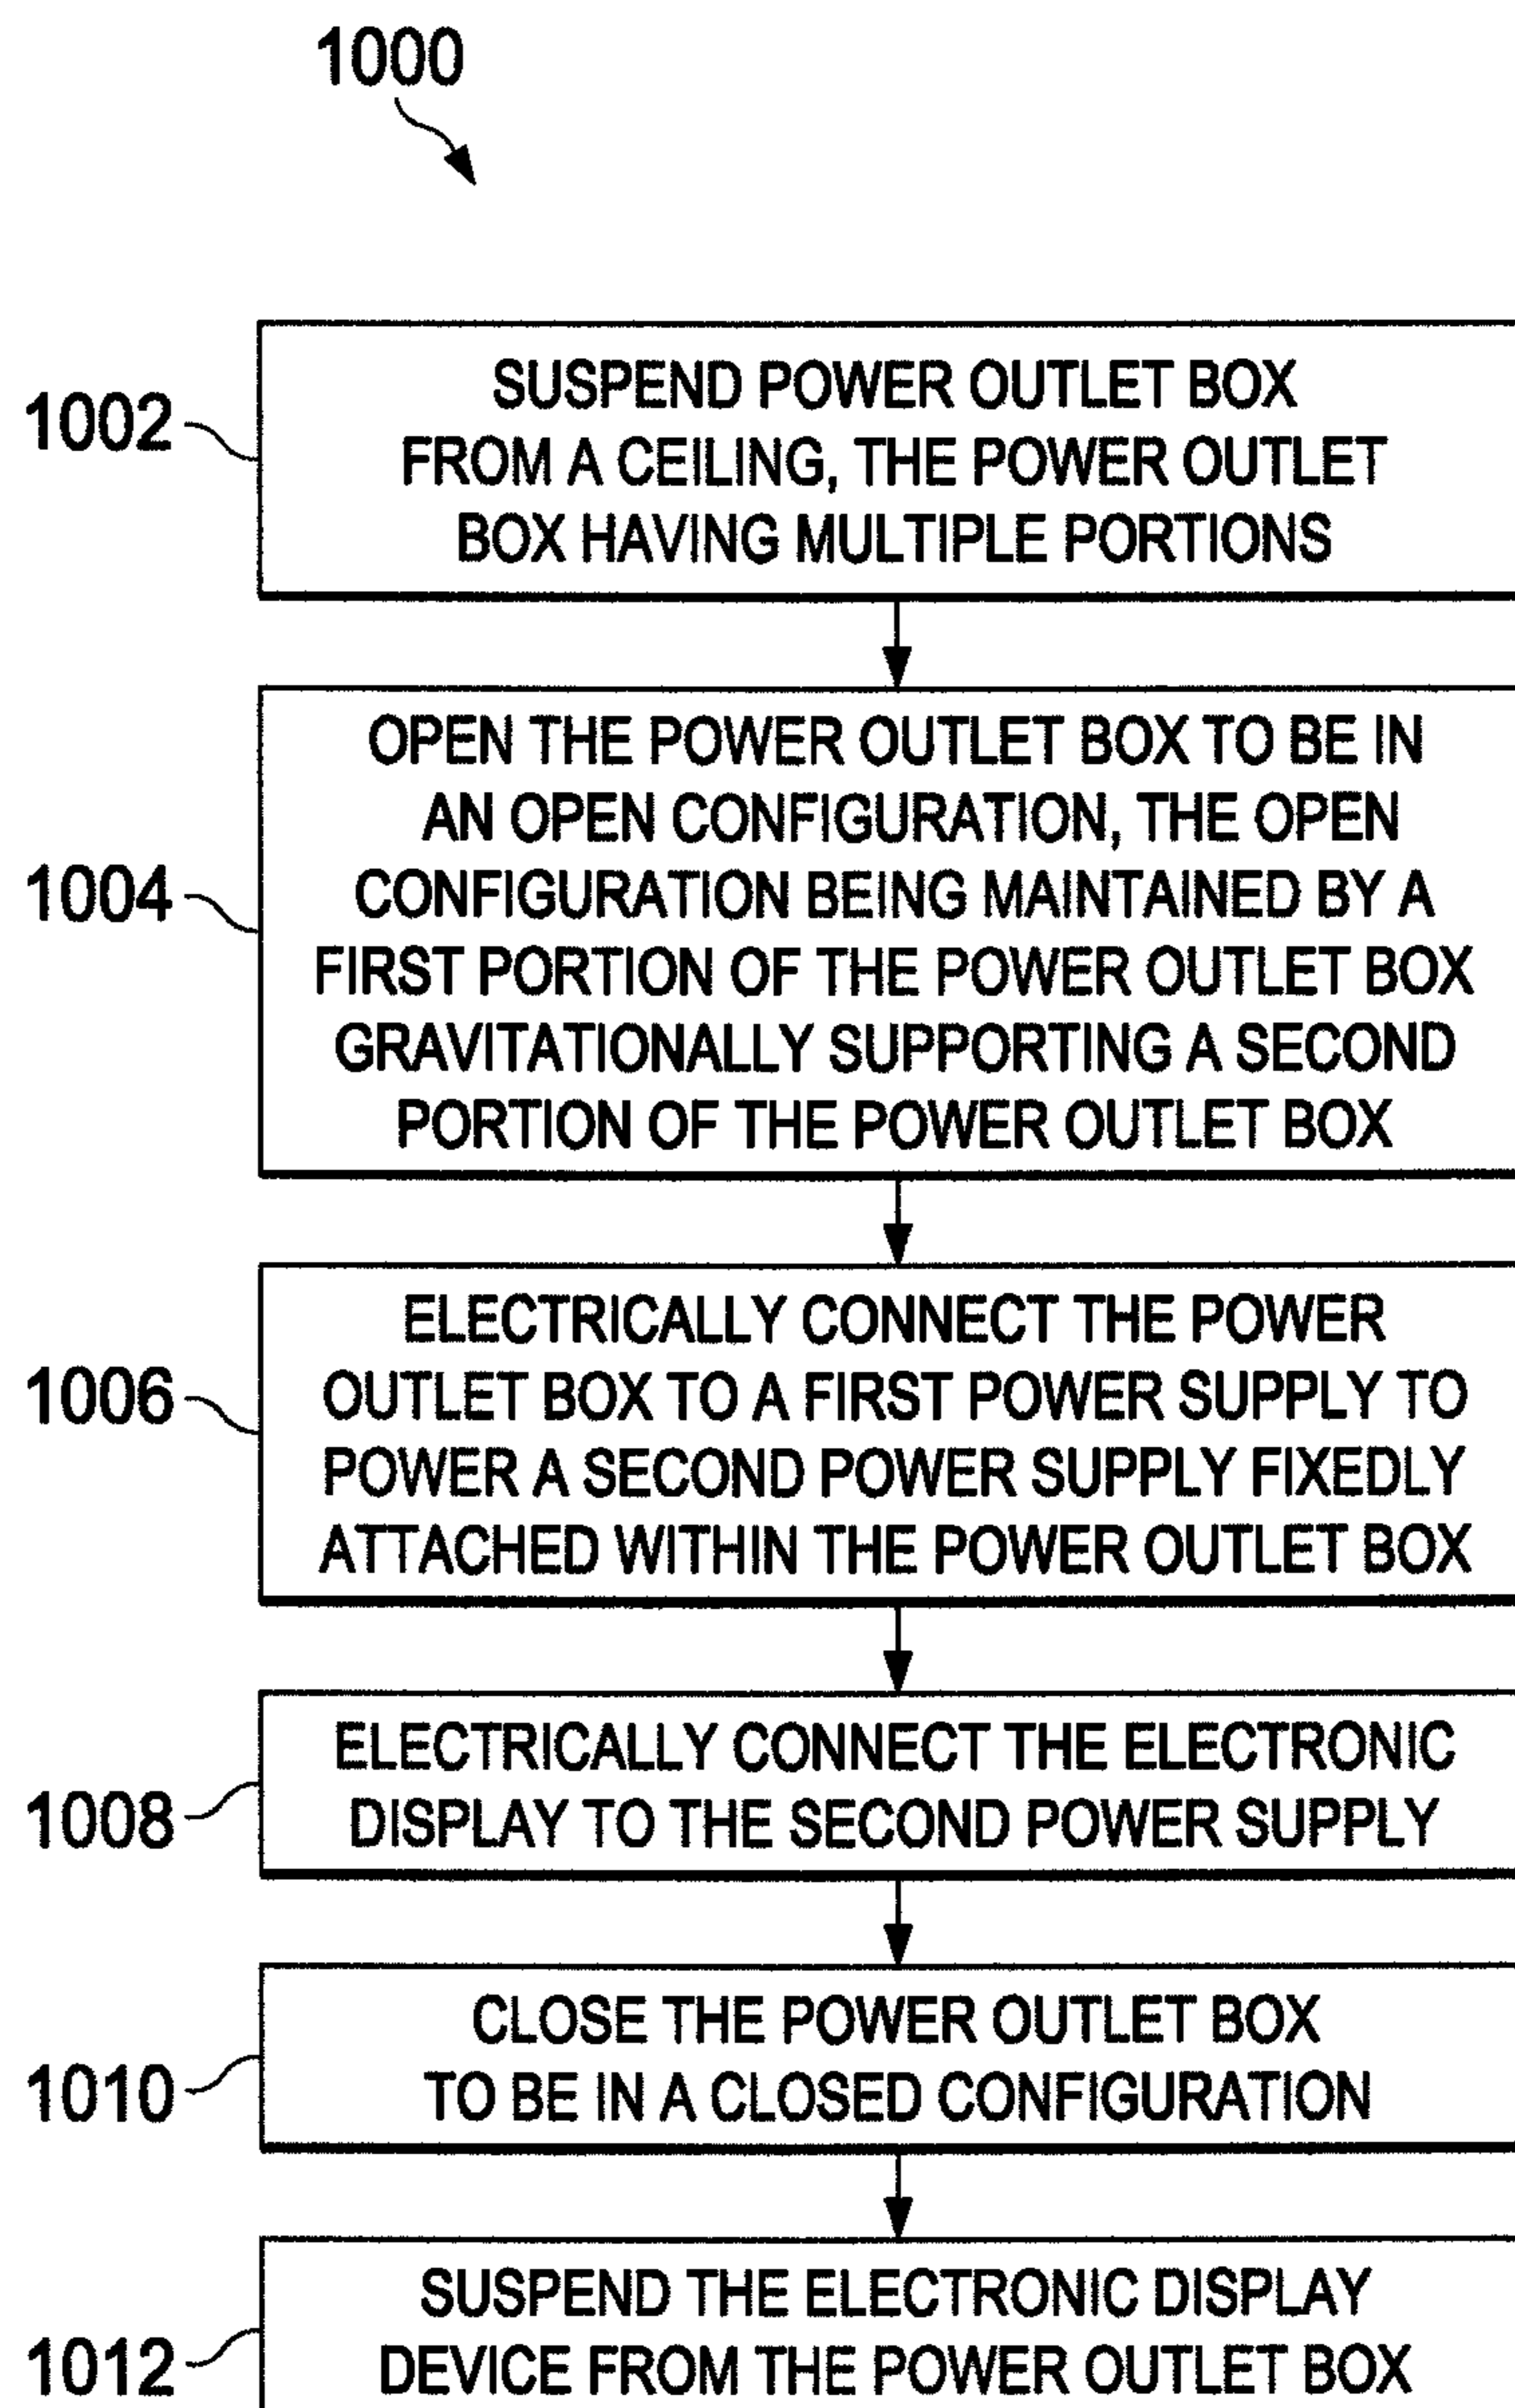 1000
1002
SUSPEND POWER OUTLET BOX
FROM A CEILING, THE POWER OUTLET
BOX HAVING MULTIPLE PORTIONS
1004
OPEN THE POWER OUTLET BOX TO BE IN
AN OPEN CONFIGURATION, THE OPEN
CONFIGURATION BEING MAINTAINED BY A
FIRST PORTION OF THE POWER OUTLET BOX
GRAVITATIONALLY SUPPORTING A SECOND
PORTION OF THE POWER OUTLET BOX
1006
ELECTRICALLY CONNECT THE POWER
OUTLET BOX TO A FIRST POWER SUPPLY TO
POWER A SECOND POWER SUPPLY FIXEDLY
ATTACHED WITHIN THE POWER OUTLET BOX
1008
ELECTRICALLY CONNECT THE ELECTRONIC
DISPLAY TO THE SECOND POWER SUPPLY
1010
CLOSE THE POWER OUTLET BOX
TO BE IN A CLOSED CONFIGURATION
1012
SUSPEND THE ELECTRONIC DISPLAY
DEVICE FROM THE POWER OUTLET BOX